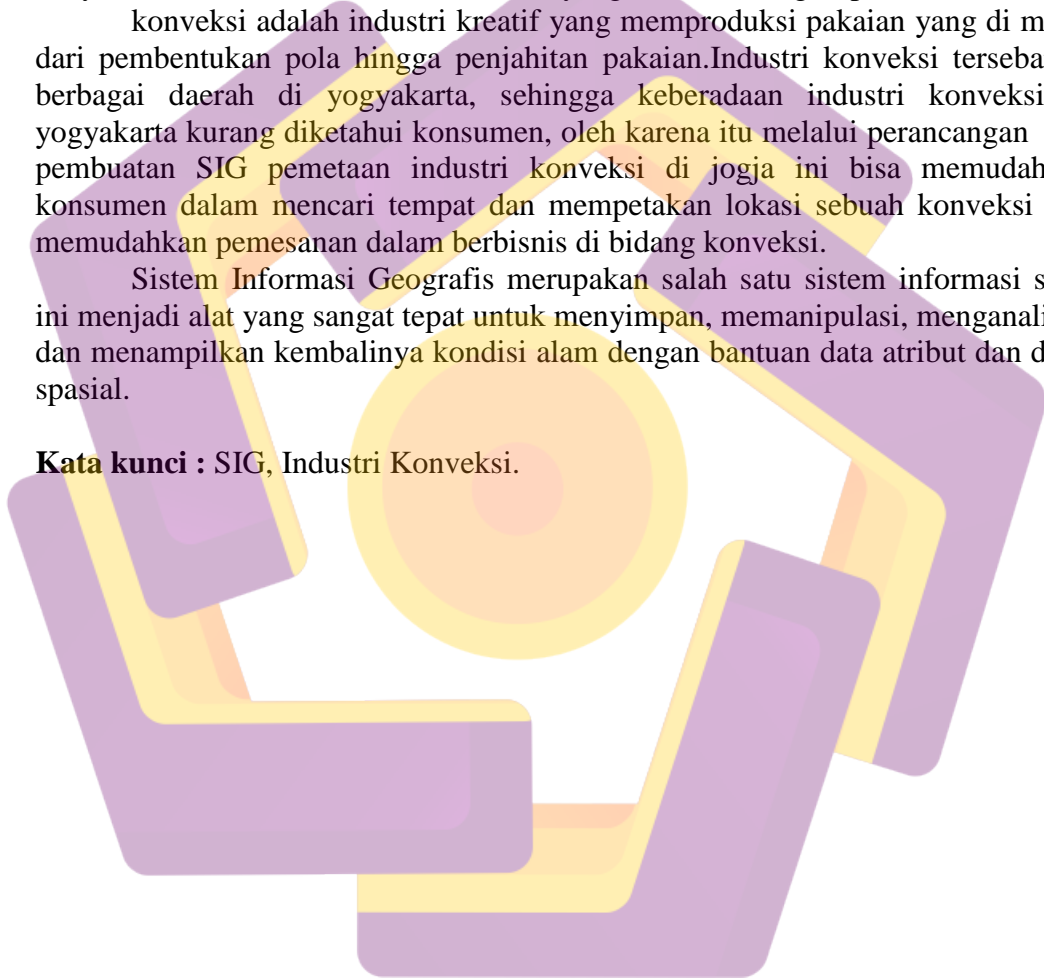 konveksi adalah industri kreatif yang memproduksi pakaian yang di m
dari pembentukan pola hingga penjahitan pakaian.Industri konveksi terseba
berbagai daerah di yogyakarta, sehingga keberadaan industri konveksi
yogyakarta kurang diketahui konsumen, oleh karena itu melalui perancangan
pembuatan SIG pemetaan industri konveksi di jogja ini bisa memudah
konsumen dalam mencari tempat dan mempetakan lokasi sebuah konveksi
memudahkan pemesanan dalam berbisnis di bidang konveksi.
Sistem Informasi Geografis merupakan salah satu sistem informasi s
ini menjadi alat yang sangat tepat untuk menyimpan, memanipulasi, menganali
dan menampilkan kembalinya kondisi alam dengan bantuan data atribut dan d
spasial.
Kata kunci : SIG, Industri Konveksi.